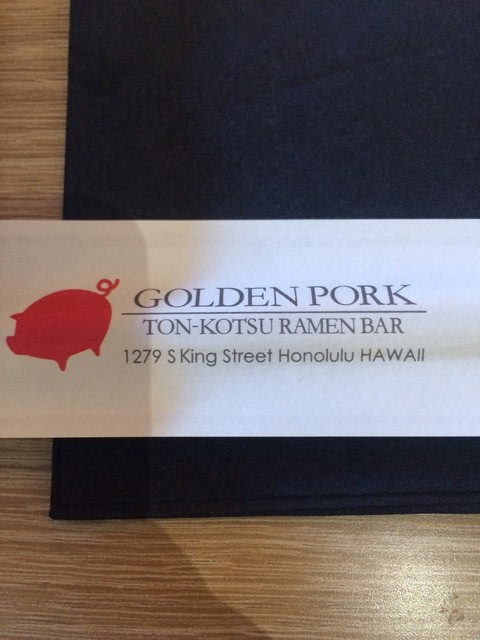 GOLDEN PORK
TON-KOTSU RAMEN BAR
1279 S King Street Honolulu HAWAII